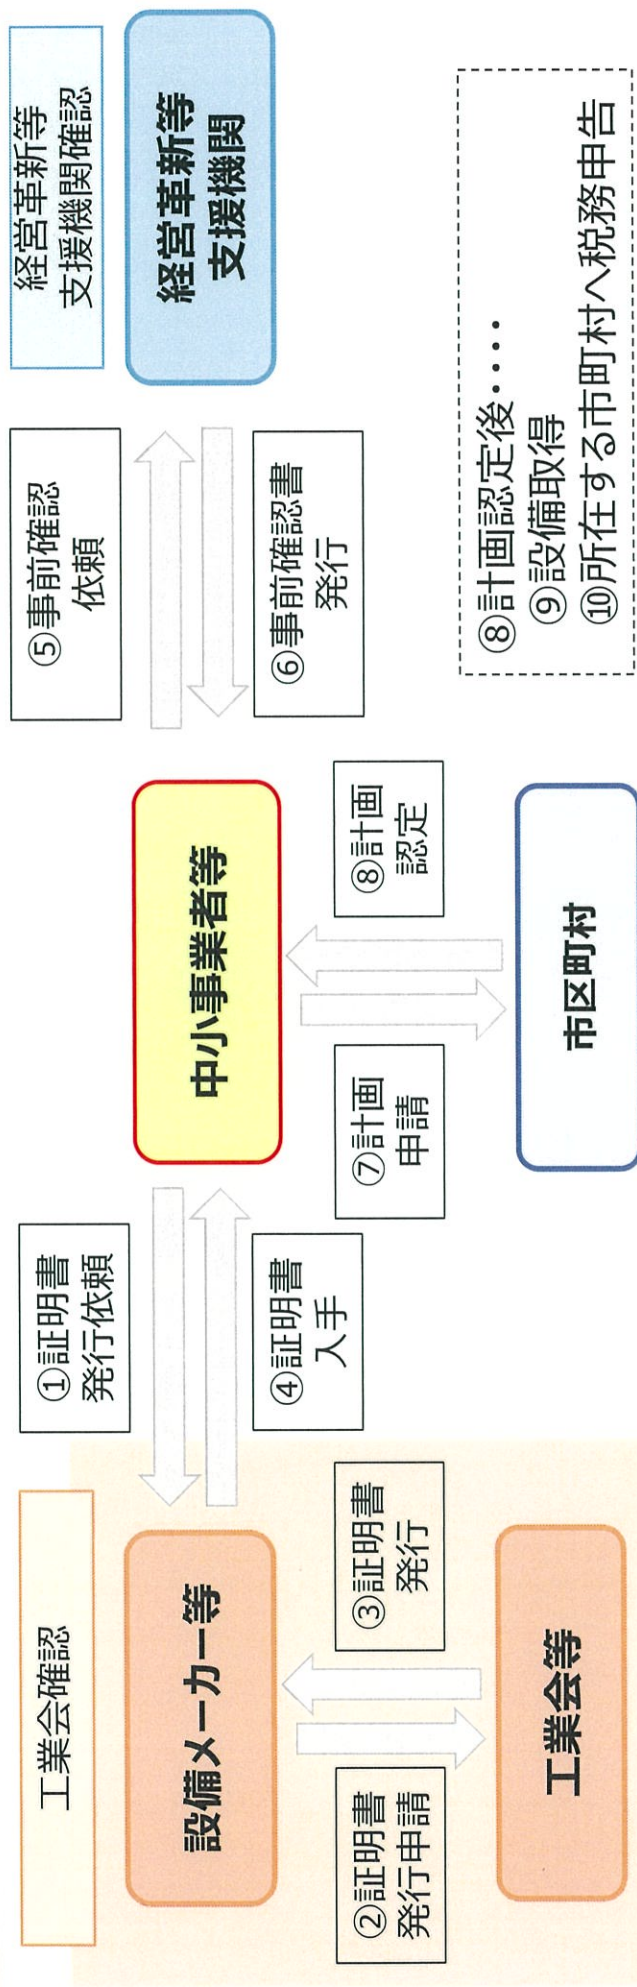 工業会確認
設備メーカー等
②証明書
発行申請
③証明書
発行
工業会等
①証明書
発行依頼
④証明書
入手
中小事業者等
⑦計画
申請
⑧計画
認定
市区町村
⑤事前確認
依頼
⑥事前確認書
発行
経営革新等
支援機関確認
経営革新等
支援機関
⑧計画認定後・・・・
⑨設備取得
⑩所在する市町村へ税務申告